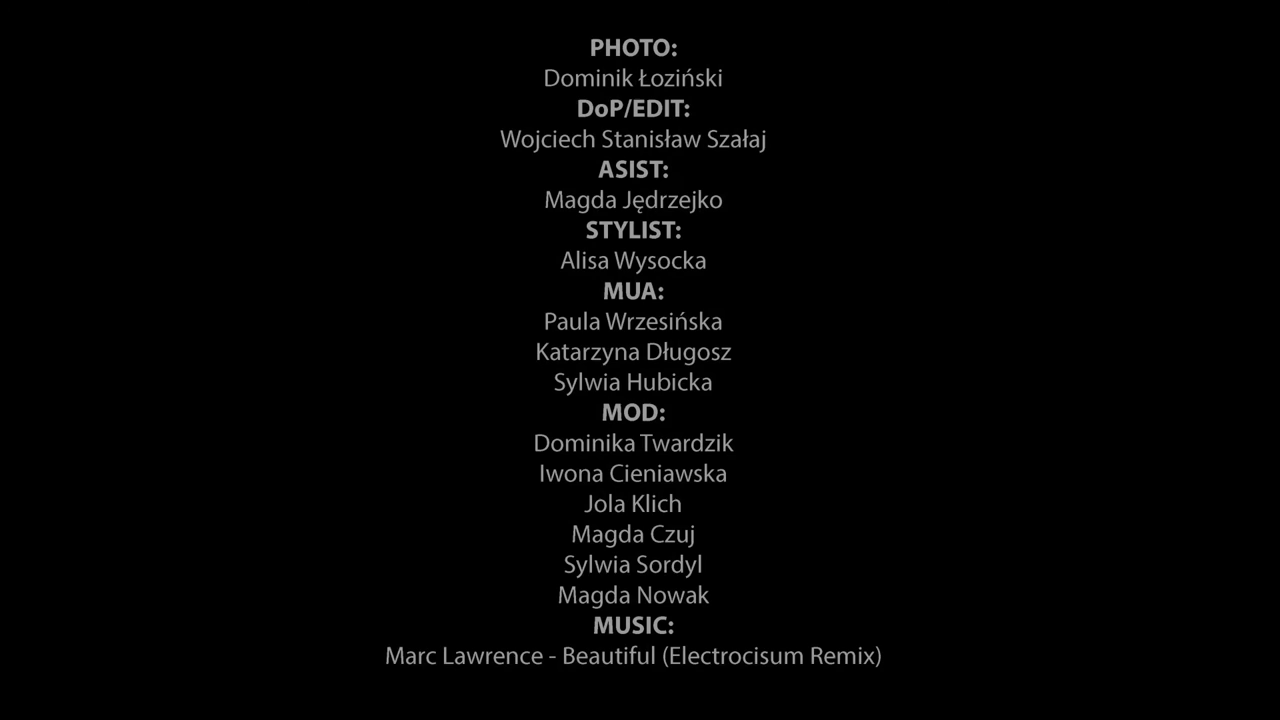 PHOTO:
Dominik Łoziński
DoP/EDIT:
Wojciech Stanisław Szałaj
ASIST:
Magda Jędrzejko
STYLIST:
Alisa Wysocka
MUA:
Paula Wrzesińska
Katarzyna Długosz
Sylwia Hubicka
MOD:
Dominika Twardzik
Iwona Cieniawska
Jola Klich
Magda Czuj
Sylwia Sordyl
Magda Nowak
MUSIC:
Marc Lawrence - Beautiful (Electrocisum Remix)